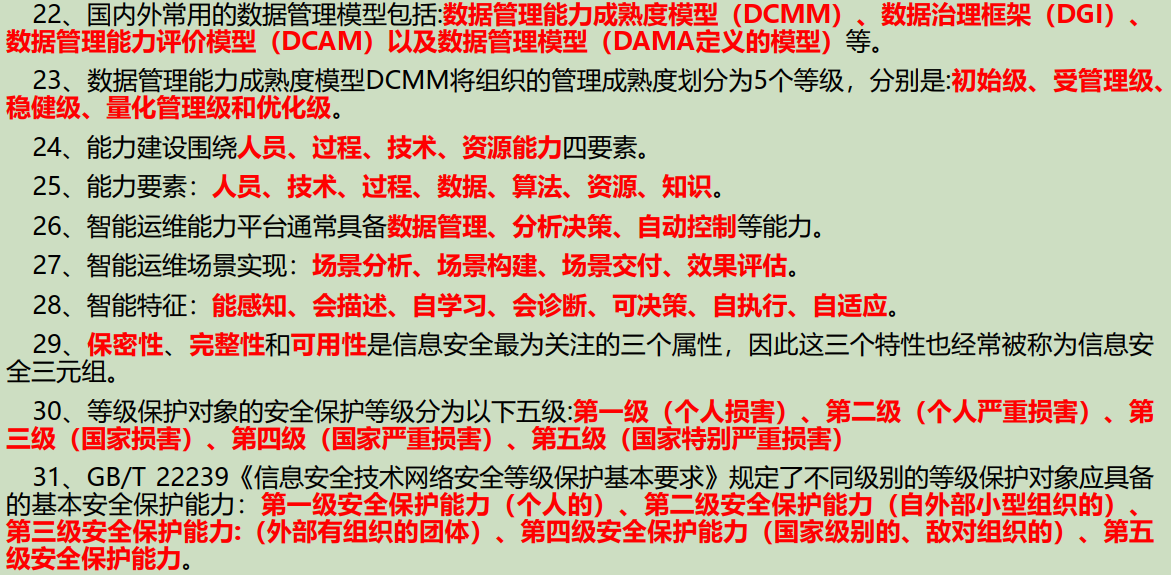 22、国内外常用的数据管理模型包括:数据管理能力成熟度模型（DCMM）、数据治理框架（DGI）、
数据管理能力评价模型（DCAM）以及数据管理模型（DAMA定义的模型）等。
23、数据管理能力成熟度模型DCMM将组织的管理成熟度划分为5个等级，分别是:初始级、受管理级、
稳健级、量化管理级和优化级。
24、能力建设围绕人员、过程、技术、资源能力四要素。
25、能力要素：人员、技术、过程、数据、算法、资源、知识。
26、智能运维能力平台通常具备数据管理、分析决策、自动控制等能力。
27、智能运维场景实现：场景分析、场景构建、场景交付、效果评估。
28、智能特征：能感知、会描述、自学习、会诊断、可决策、自执行、自适应。
29、保密性、完整性和可用性是信息安全最为关注的三个属性，因此这三个特性也经常被称为信息安
全三元组。
30、等级保护对象的安全保护等级分为以下五级:第一级（个人损害）、第二级（个人严重损害）、第
三级（国家损害）、第四级（国家严重损害）、第五级（国家特别严重损害）
31、GB/T 22239《信息安全技术网络安全等级保护基本要求》规定了不同级别的等级保护对象应具备
的基本安全保护能力：第一级安全保护能力（个人的）、第二级安全保护能力（自外部小型组织的）、
第三级安全保护能力:（外部有组织的团体）、第四级安全保护能力（国家级别的、敌对组织的）、第五
级安全保护能力。